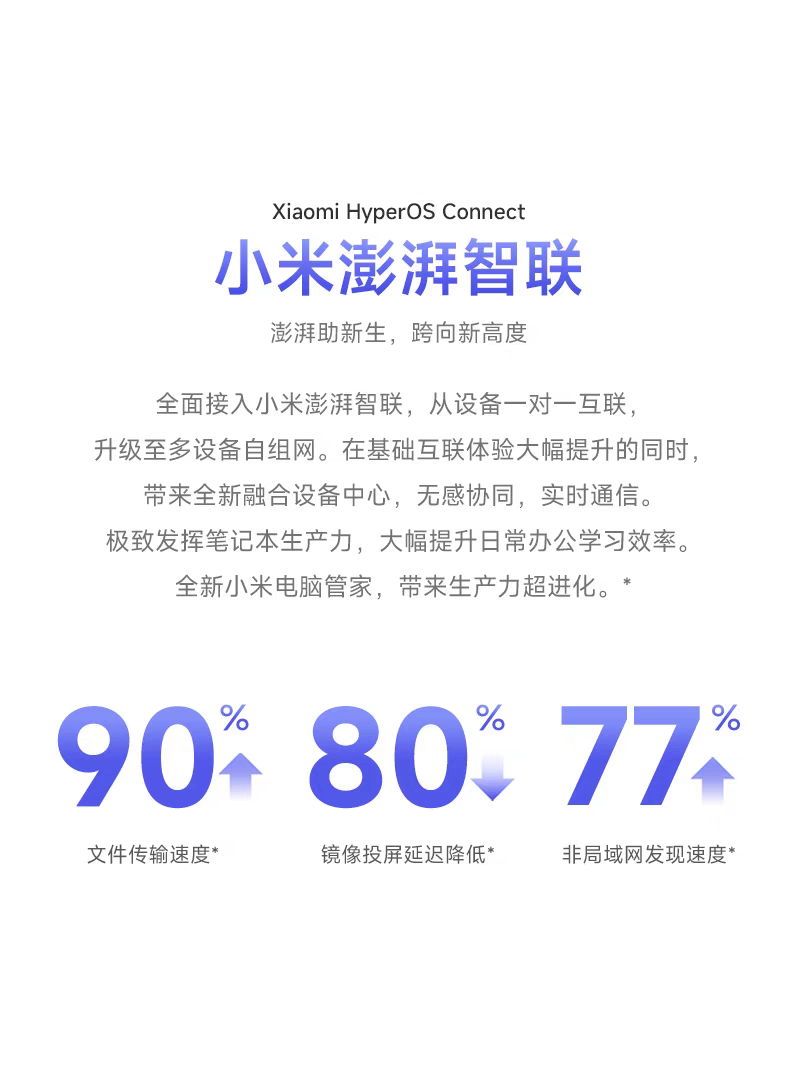 Xiaomi HyperOS Connect
小米澎湃智联
澎湃助新生，跨向新高度
全面接入小米澎湃智联，从设备一对一互联，
升级至多设备自组网。在基础互联体验大幅提升的同时，
带来全新融合设备中心，无感协同，实时通信。
极致发挥笔记本生产力，大幅提升日常办公学习效率。
全新小米电脑管家，带来生产力超进化。*
90% 80% 77%
文件传输速度* 镜像投屏延迟降低* 非局域网发现速度*